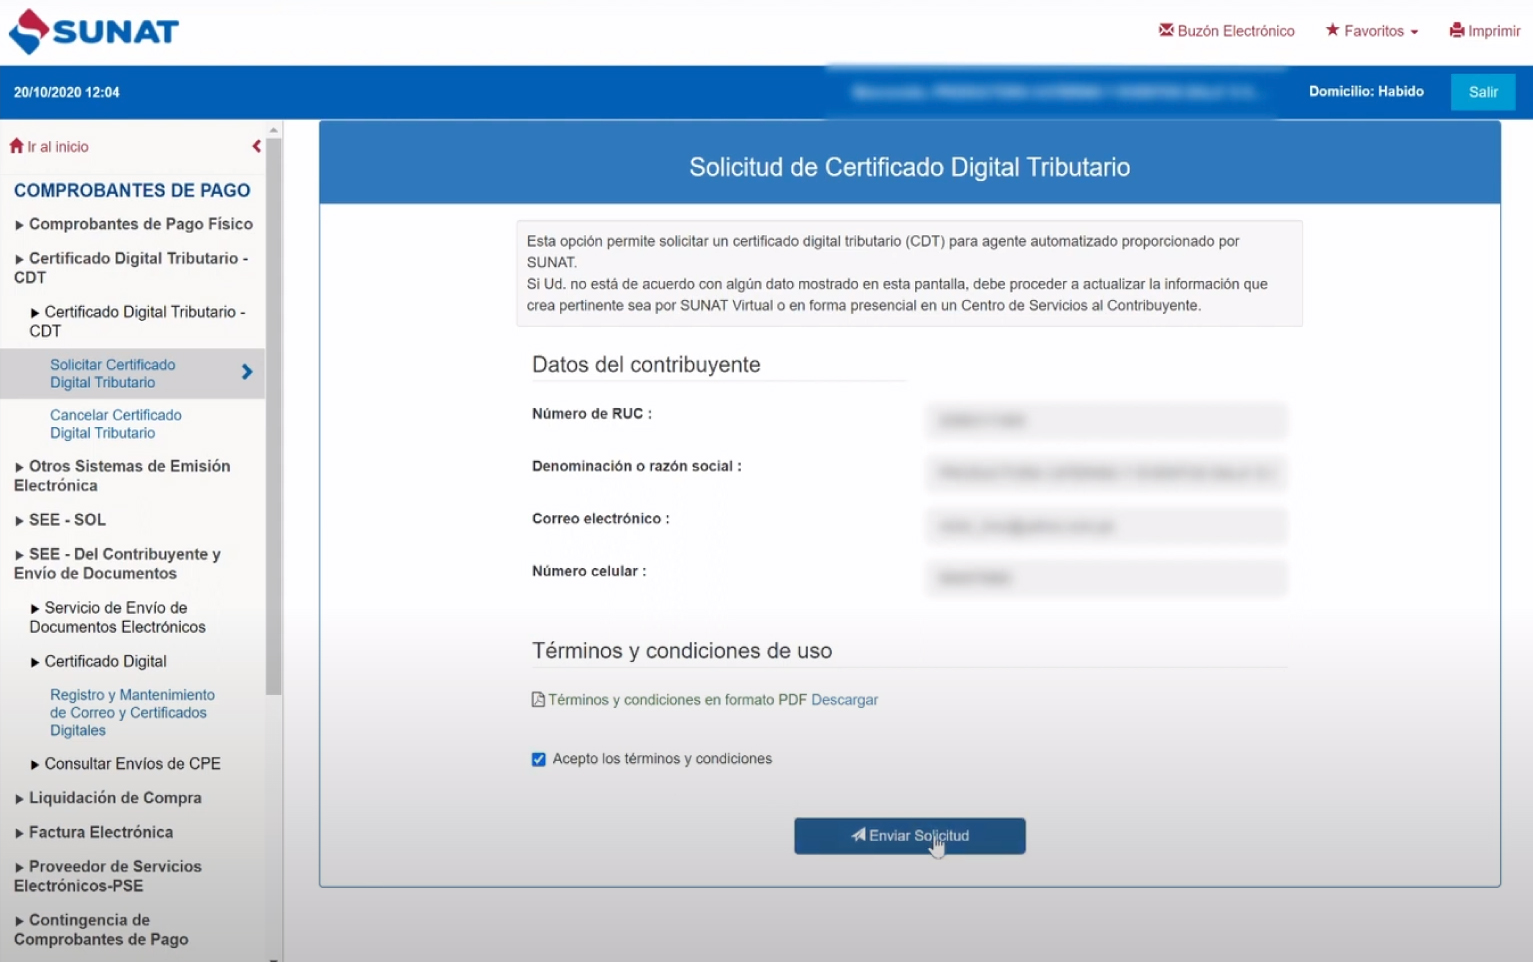 SUNAT
Buzón Electrónico
Favoritos
Imprimir
20/10/2020 12:04
Domicilio: Habido
Salir
Ir al inicio
COMPROBANTES DE PAGO
Comprobantes de Pago Físico
Certificado Digital Tributario -
CDT
Certificado Digital Tributario -
CDT
Solicitar Certificado
Digital Tributario
Cancelar Certificado
Digital Tributario
Otros Sistemas de Emisión
Electrónica
SEE - SOL
SEE - Del Contribuyente y
Envío de Documentos
Servicio de Envío de
Documentos Electrónicos
Certificado Digital
Registro y Mantenimiento
de Correo y Certificados
Digitales
Consultar Envíos de CPE
Liquidación de Compra
Factura Electrónica
Proveedor de Servicios
Electrónicos-PSE
Contingencia de
Comprobantes de Pago
Solicitud de Certificado Digital Tributario
Esta opción permite solicitar un certificado digital tributario (CDT) para agente automatizado proporcionado por
SUNAT.
Si Ud. no está de acuerdo con algún dato mostrado en esta pantalla, debe proceder a actualizar la información que
crea pertinente sea por SUNAT Virtual o en forma presencial en un Centro de Servicios al Contribuyente.
Datos del contribuyente
Número de RUC :
Denominación o razón social :
Correo electrónico :
Número celular :
Términos y condiciones de uso
Términos y condiciones en formato PDF Descargar
Acepto los términos y condiciones
Enviar Solicitud